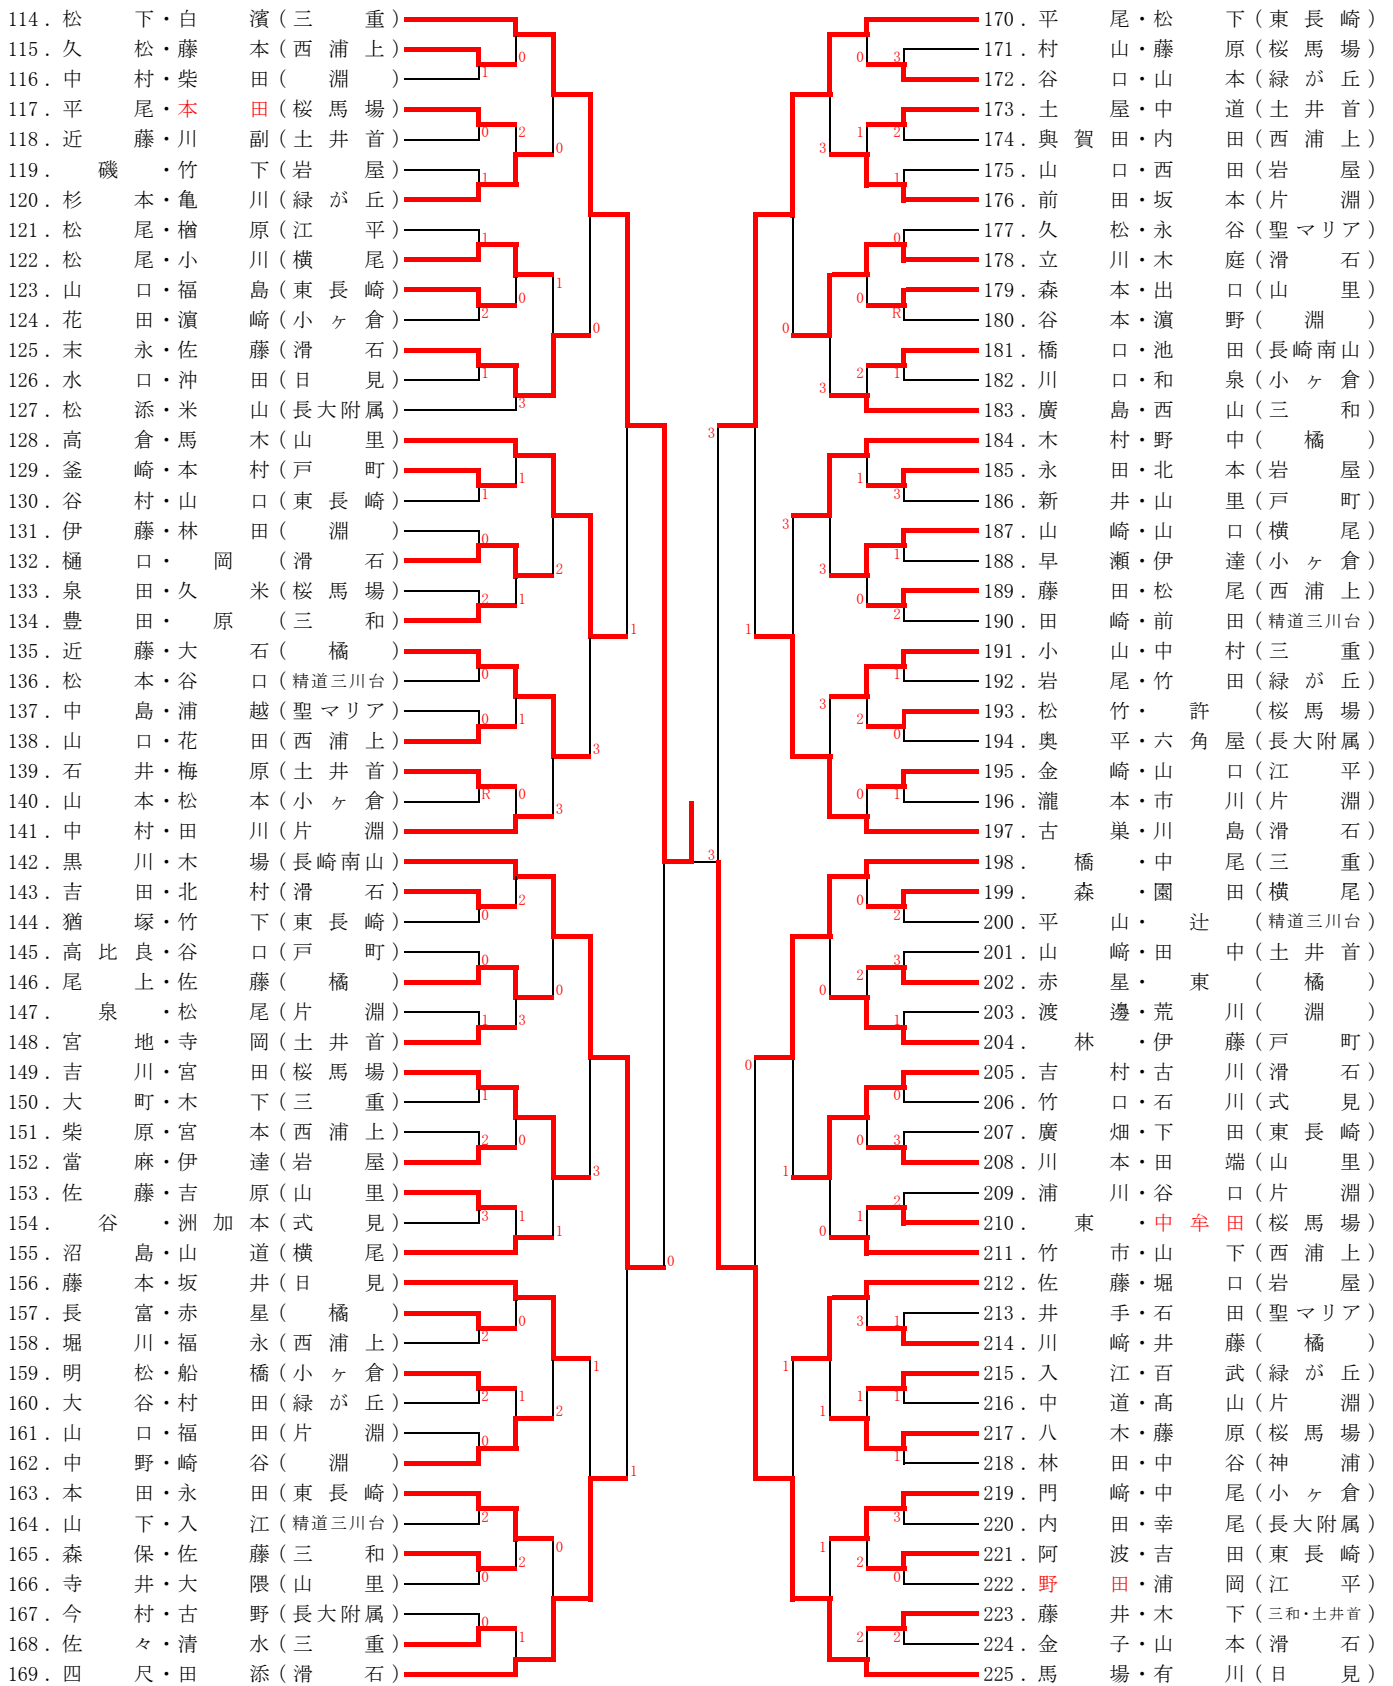 114. 松下・白濱(三重)
115. 久松・藤本(西浦上)
116. 中村・柴田(淵)
117. 平尾・本田(桜馬場)
118. 近藤・川副(土井首)
119. 磯・竹下(岩屋)
120. 杉本・亀川(緑が丘)
121. 松尾・楢原(江平)
122. 松尾・小川(横尾)
123. 山口・福島(東長崎)
124. 花田・濵﨑(小ヶ倉)
125. 末永・佐藤(滑石)
126. 水口・沖田(日見)
127. 松添・米山(長大附属)
128. 高倉・馬木(山里)
129. 釜崎・本村(戸町)
130. 谷村・山口(東長崎)
131. 伊藤・林田(淵)
132. 樋口・岡(滑石)
133. 泉田・久米(桜馬場)
134. 豊田・原(三和)
135. 近藤・大石(橘)
136. 松本・谷口(精道三川台)
137. 中島・浦越(聖マリア)
138. 山口・花田(西浦上)
139. 石井・梅原(土井首)
140. 山本・松本(小ヶ倉)
141. 中村・田川(片淵)
142. 黒川・木場(長崎南山)
143. 吉田・北村(滑石)
144. 猶塚・竹下(東長崎)
145. 高比良・谷口(戸町)
146. 尾上・佐藤(橘)
147. 泉・松尾(片淵)
148. 宮地・寺岡(土井首)
149. 吉川・宮田(桜馬場)
150. 大町・木下(三重)
151. 柴原・宮本(西浦上)
152. 當麻・伊達(岩屋)
153. 佐藤・吉原(山里)
154. 谷・洲加本(式見)
155. 沼島・山道(横尾)
156. 藤本・坂井(日見)
157. 長富・赤星(橘)
158. 堀川・福永(西浦上)
159. 明松・船橋(小ヶ倉)
160. 大谷・村田(緑が丘)
161. 山口・福田(片淵)
162. 中野・崎谷(淵)
163. 本田・永田(東長崎)
164. 山下・入江(精道三川台)
165. 森保・佐藤(三和)
166. 寺井・大隈(山里)
167. 今村・古野(長大附属)
168. 佐々・清水(三重)
169. 四尺・田添(滑石)
170. 平尾・松下(東長崎)
171. 村山・藤原(桜馬場)
172. 谷口・山本(緑が丘)
173. 土屋・中道(土井首)
174. 與賀田・内田(西浦上)
175. 山口・西田(岩屋)
176. 前田・坂本(片淵)
177. 久松・永谷(聖マリア)
178. 立川・木庭(滑石)
179. 森本・出口(山里)
180. 谷本・濵野(淵)
181. 橋口・池田(長崎南山)
182. 川口・和泉(小ヶ倉)
183. 廣島・西山(三和)
184. 木村・野中(橘)
185. 永田・北本(岩屋)
186. 新井・山里(戸町)
187. 山崎・山口(横尾)
188. 早瀬・伊達(小ヶ倉)
189. 藤田・松尾(西浦上)
190. 田崎・前田(精道三川台)
191. 小山・中村(三重)
192. 岩尾・竹田(緑が丘)
193. 松竹・許(桜馬場)
194. 奥平・六角屋(長大附属)
195. 金崎・山口(江平)
196. 瀧本・市川(片淵)
197. 古巣・川島(滑石)
198. 橋・中尾(三重)
199. 森・園田(横尾)
200. 平山・辻(精道三川台)
201. 山﨑・田中(土井首)
202. 赤星・東(橘)
203. 渡邊・荒川(淵)
204. 林・伊藤(戸町)
205. 吉村・古川(滑石)
206. 竹口・石川(式見)
207. 廣畑・下田(東長崎)
208. 川本・田端(山里)
209. 浦川・谷口(片淵)
210. 東・中牟田(桜馬場)
211. 竹市・山下(西浦上)
212. 佐藤・堀口(岩屋)
213. 井手・石田(聖マリア)
214. 川﨑・井藤(橘)
215. 入江・百武(緑が丘)
216. 中道・髙山(片淵)
217. 八木・藤原(桜馬場)
218. 林田・中谷(神浦)
219. 門﨑・中尾(小ヶ倉)
220. 内田・幸尾(長大附属)
221. 阿波・吉田(東長崎)
222. 野田・浦岡(江平)
223. 藤井・木下(三和・土井首)
224. 金子・山本(滑石)
225. 馬場・有川(日見)